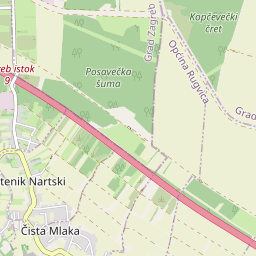 Kopčevečki
čret
Grad Zagreb
Općina Rugvica
Posavečka
šuma
eb istok
9
Grad
tenik Nartski
Čista Mlaka